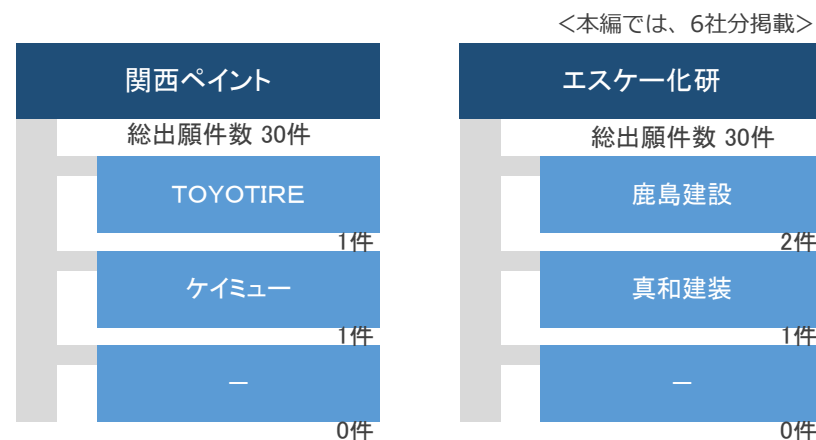 ＜本編では、6社分掲載＞
関西ペイント
総出願件数 30件
ＴＯＹＯＴＩＲＥ
1件
ケイミュー
1件
－
0件
エスケー化研
総出願件数 30件
鹿島建設
2件
真和建装
1件
－
0件